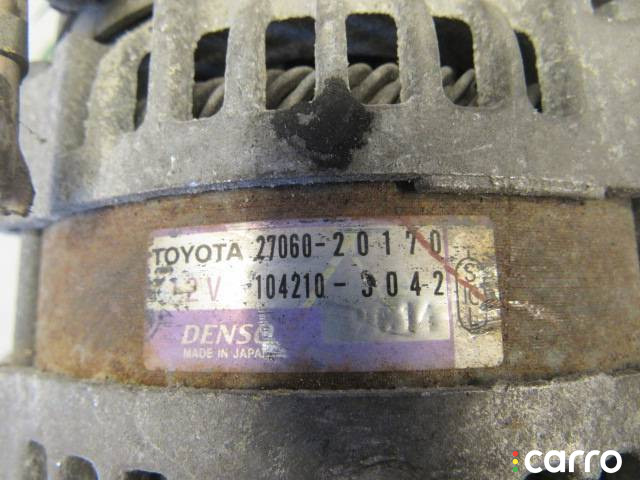 TOYOTA 27060-20170
12V 104210-3042
DENSO
MADE IN JAPAN
carro